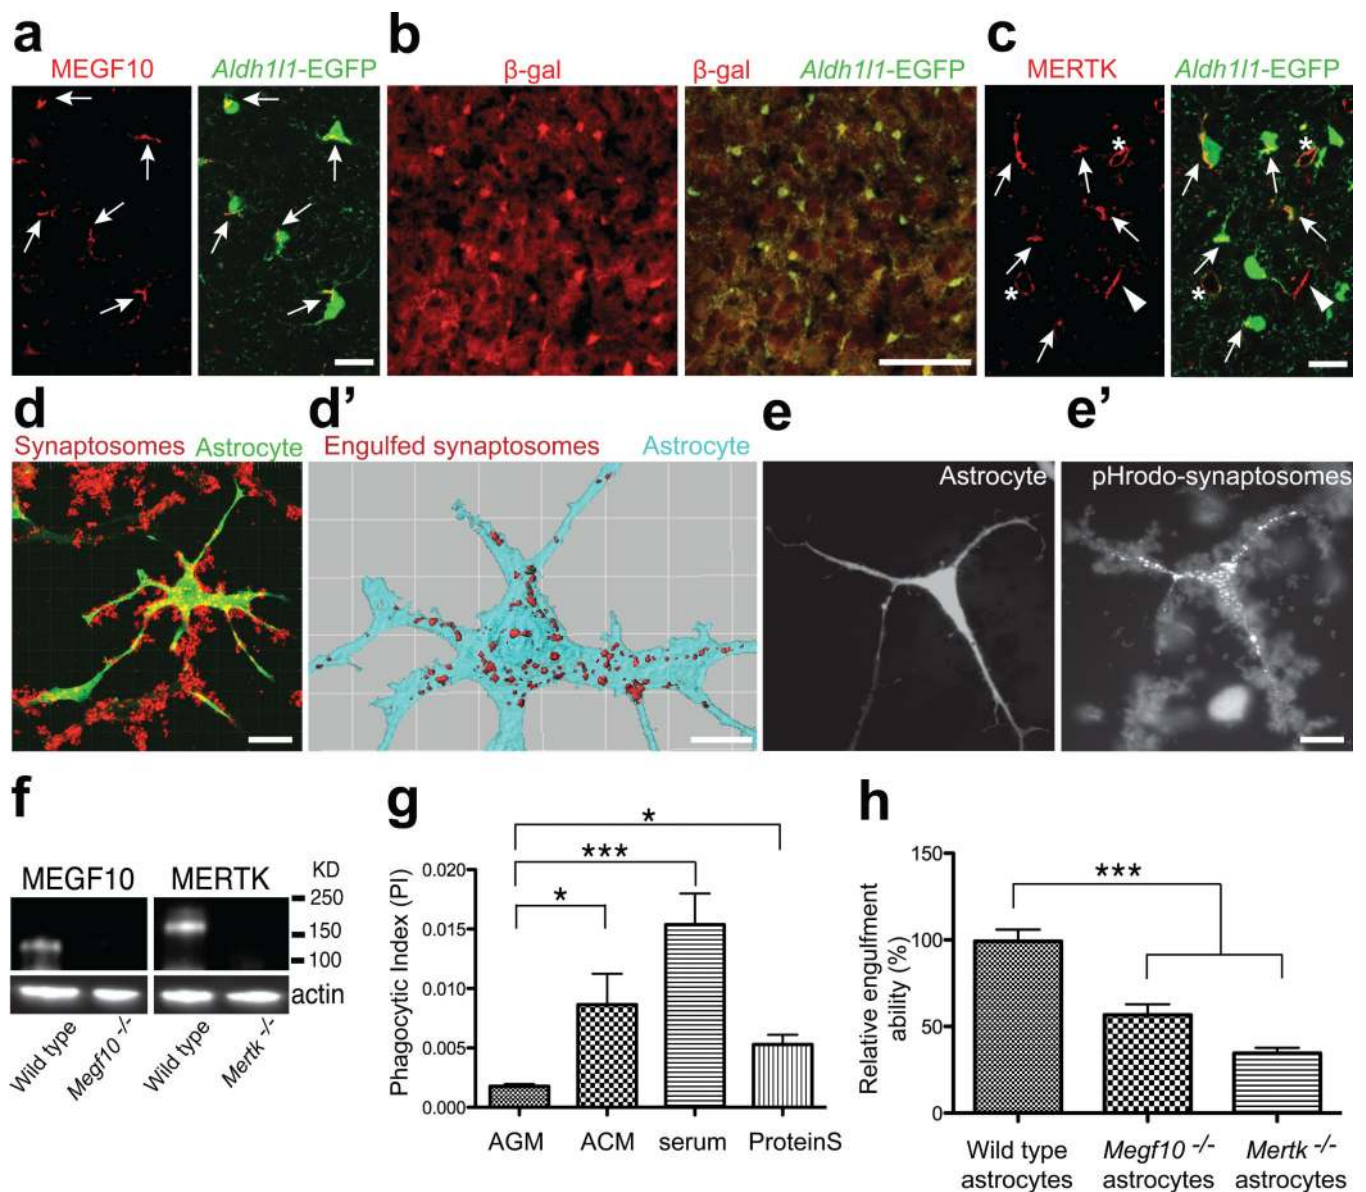 a
MEGF10
Aldh1l1-EGFP
b
β-gal
β-gal
Aldh1l1-EGFP
c
MERTK
Aldh1l1-EGFP
*
*
*
*
d
Synaptosomes
Astrocyte
d'
Engulfed synaptosomes
Astrocyte
e
Astrocyte
e'
pHrodo-synaptosomes
f
MEGF10
MERTK
KD
250
150
100
actin
Wild type
Megf10 -/-
Wild type
Mertk -/-
g
Phagocytic Index (PI)
0.020
0.015
0.010
0.005
0.000
*
***
*
AGM
ACM
serum
ProteinS
h
Relative engulfment
ability (%)
150
100
50
0
***
Wild type
astrocytes
Megf10 -/-
astrocytes
Mertk -/-
astrocytes